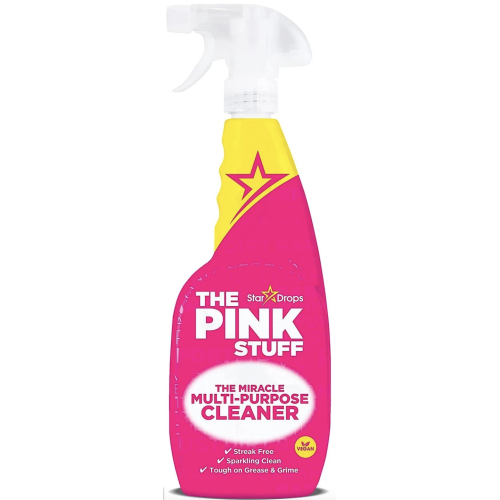 Star Drops
THE
PINK
STUFF
THE MIRACLE
MULTI-PURPOSE
CLEANER
✓ Streak Free
✓ Sparkling Clean
✓ Tough on Grease & Grime
VEGAN